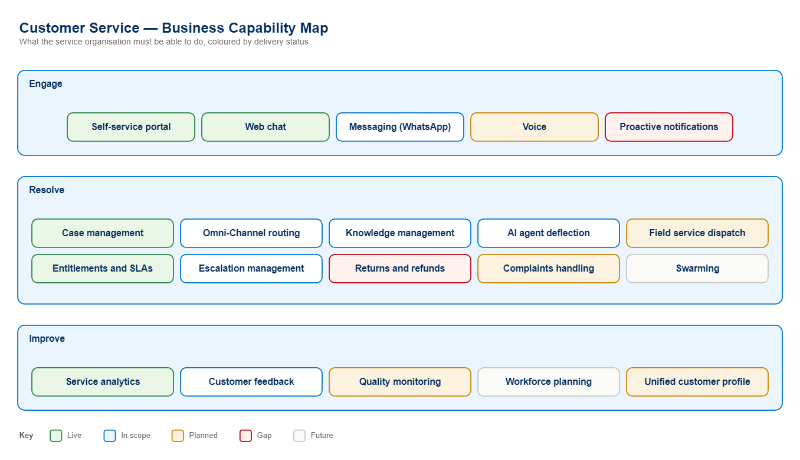 Customer Service — Business Capability Map
What the service organisation must be able to do, coloured by delivery status
Engage
Self-service portal
Web chat
Messaging (WhatsApp)
Voice
Proactive notifications
Resolve
Case management
Omni-Channel routing
Knowledge management
AI agent deflection
Field service dispatch
Entitlements and SLAs
Escalation management
Returns and refunds
Complaints handling
Swarming
Improve
Service analytics
Customer feedback
Quality monitoring
Workforce planning
Unified customer profile
Key
Live
In scope
Planned
Gap
Future